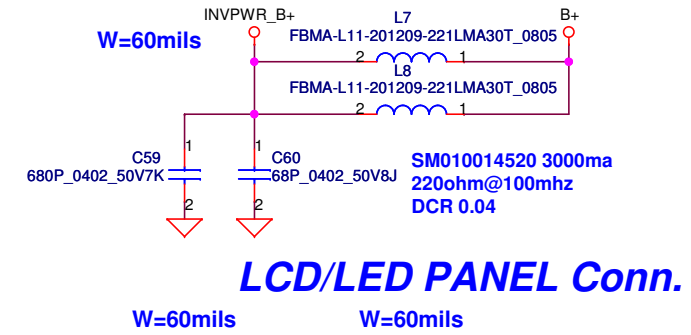 INVPWR_B+
L7
B+
W=60mils
FBMA-L11-201209-221LMA30T_0805
2
1
L8
FBMA-L11-201209-221LMA30T_0805
2
1
1
1
C59
C60
680P_0402_50V7K
68P_0402_50V8J
2
2
SM010014520 3000ma
220ohm@100mhz
DCR 0.04
LCD/LED PANEL Conn.
W=60mils
W=60mils